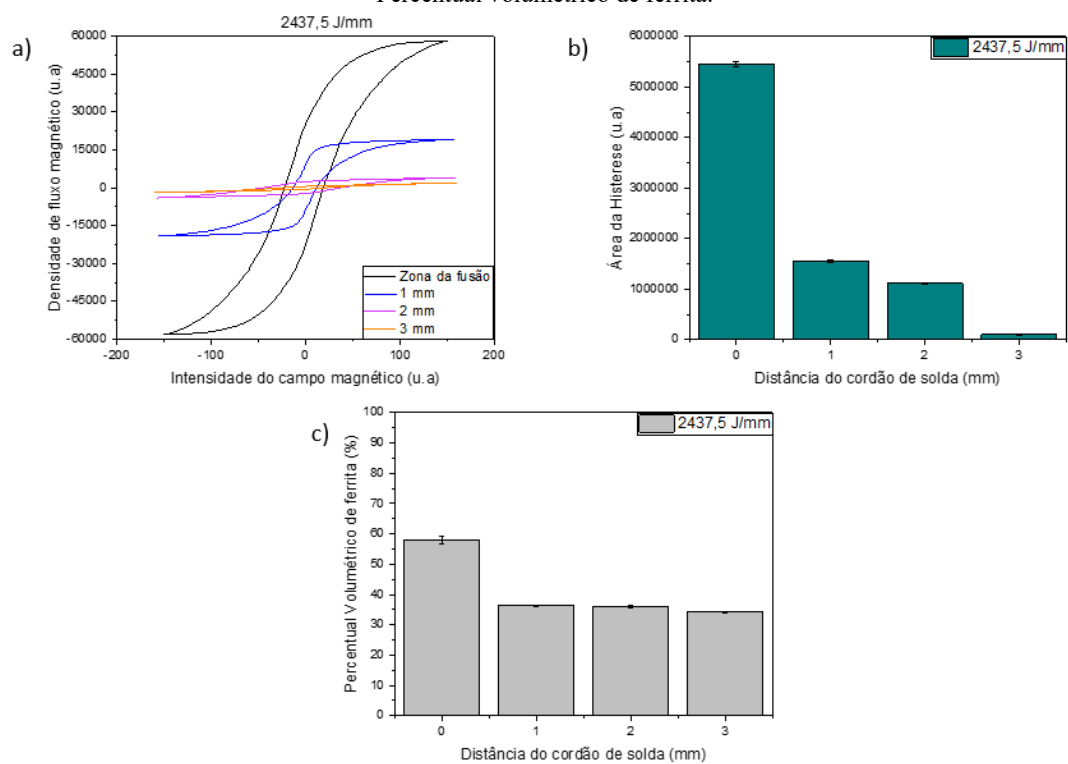 Percentual volumétrico de ferrita.
a)
2437,5 J/mm
60000
45000
30000
15000
0
-15000
-30000
-45000
-60000
-200
-100
0
100
200
Densidade de fluxo magnético (u.a)
Intensidade do campo magnético (u.a)
Zona da fusão
1 mm
2 mm
3 mm
b)
2437,5 J/mm
6000000
5000000
4000000
3000000
2000000
1000000
0
0
1
2
3
Área da Histerese (u.a)
Distância do cordão de solda (mm)
c)
2437,5 J/mm
100
90
80
70
60
50
40
30
20
10
0
0
1
2
3
Percentual Volumétrico de ferrita (%)
Distância do cordão de solda (mm)